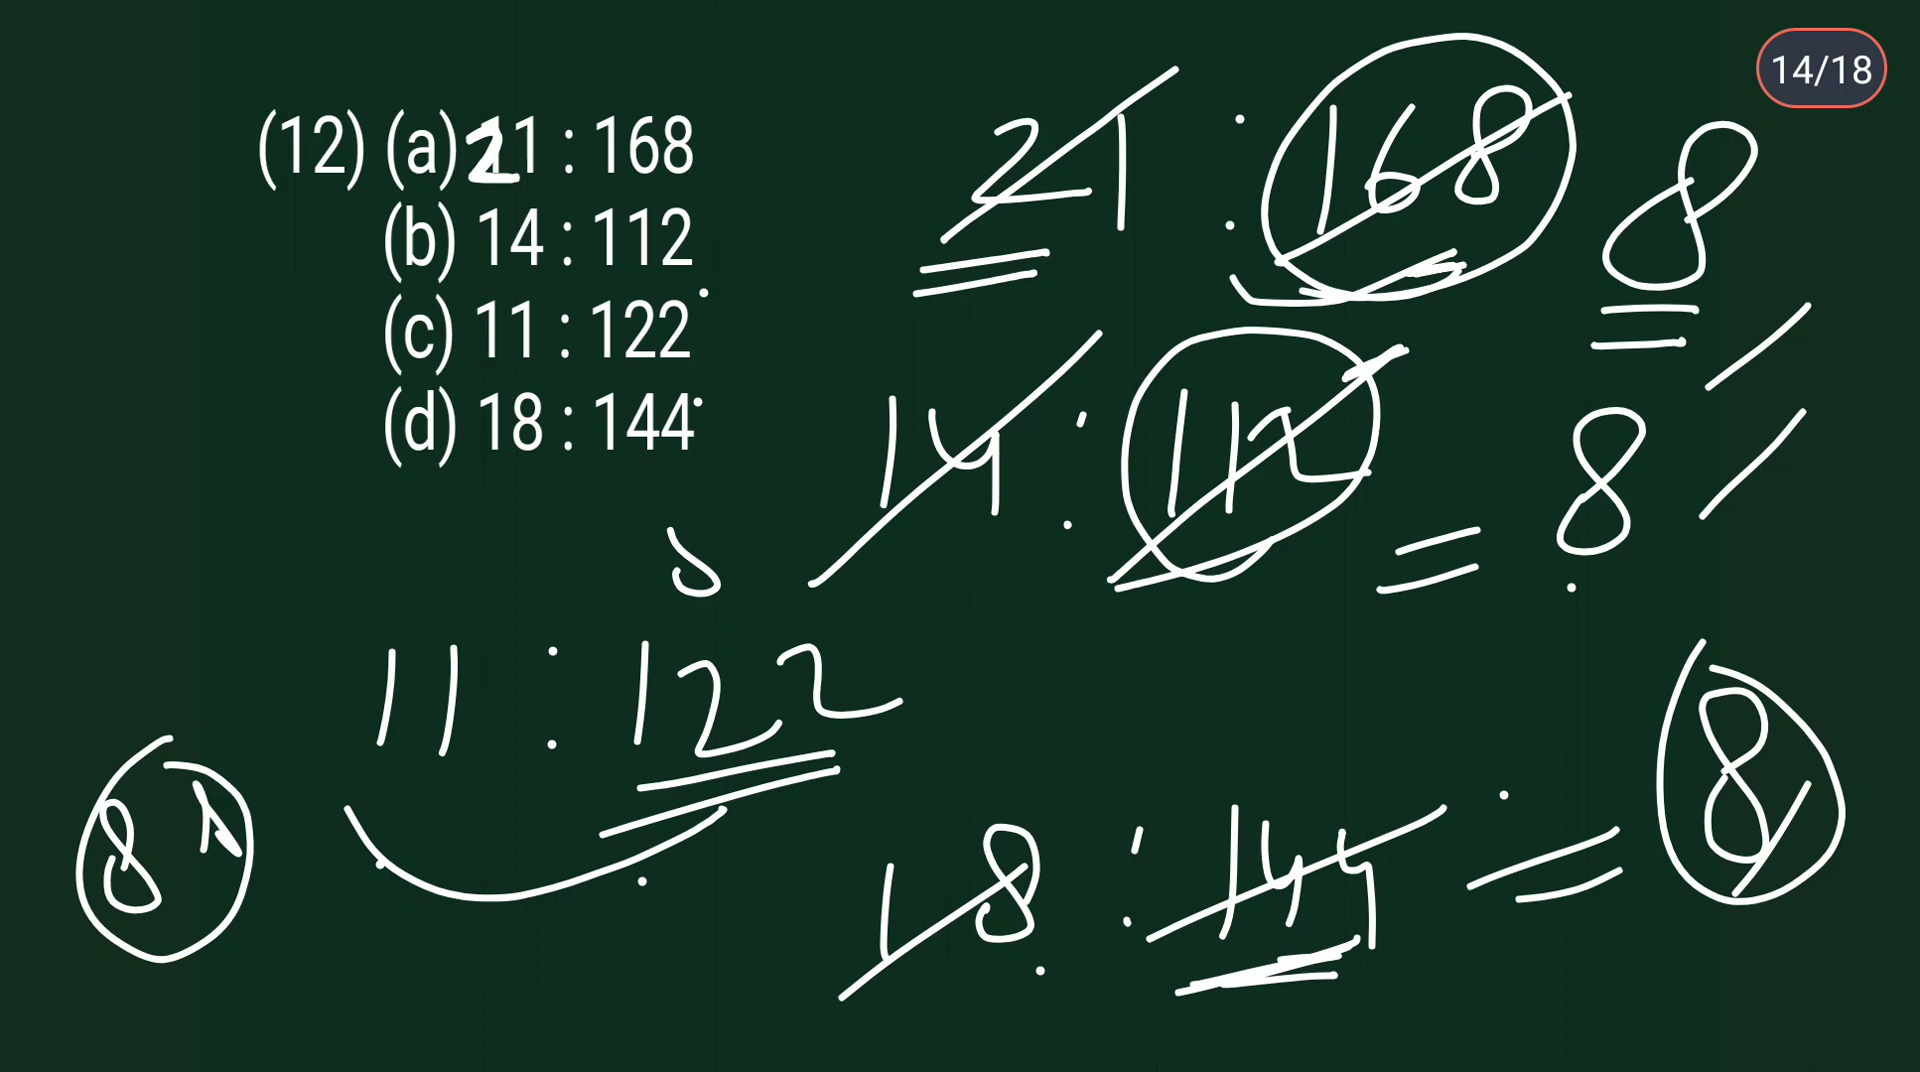 14/18
(12) (a) 21 : 168
(b) 14 : 112
(c) 11 : 122
(d) 18 : 144
21 : 168
8
14 : 112 = 8
11 : 122
8
18 : 144 = 8